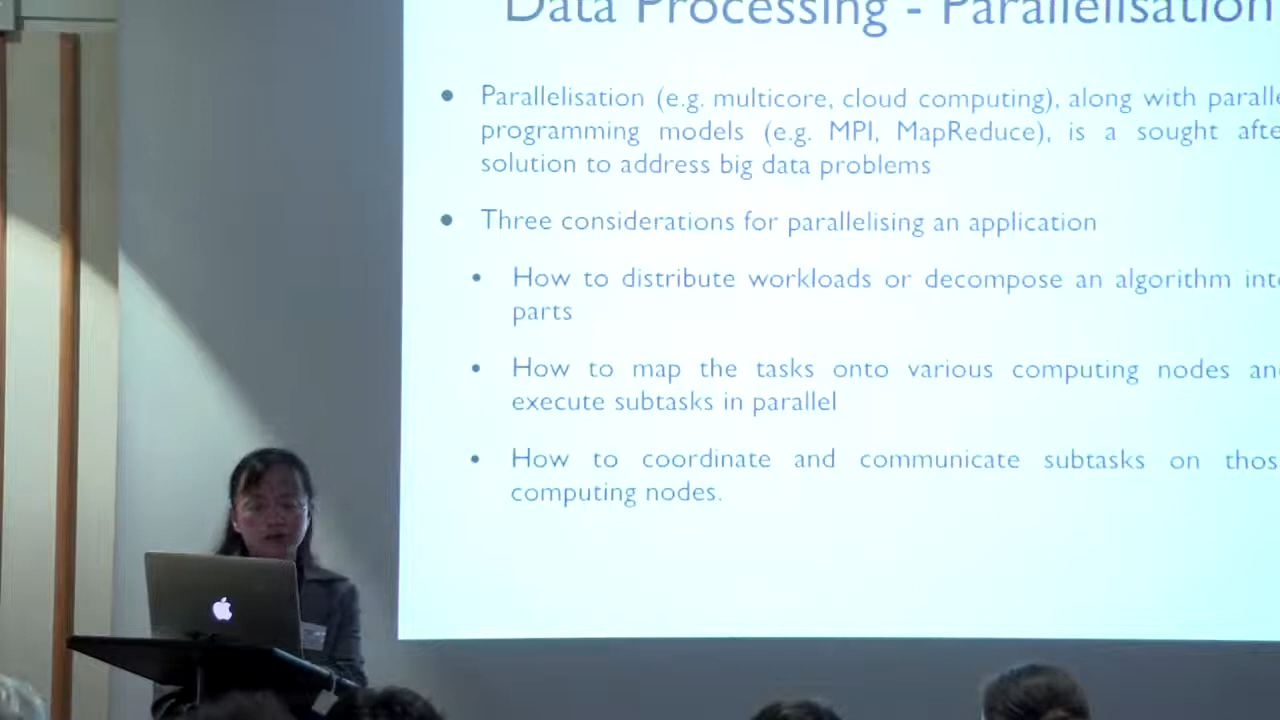 Data Processing - Parallelisation
Parallelisation (e.g. multicore, cloud computing), along with paralle
programming models (e.g. MPI, MapReduce), is a sought afte
solution to address big data problems
Three considerations for parallelising an application
How to distribute workloads or decompose an algorithm into
parts
How to map the tasks onto various computing nodes and
execute subtasks in parallel
How to coordinate and communicate subtasks on thos
computing nodes.